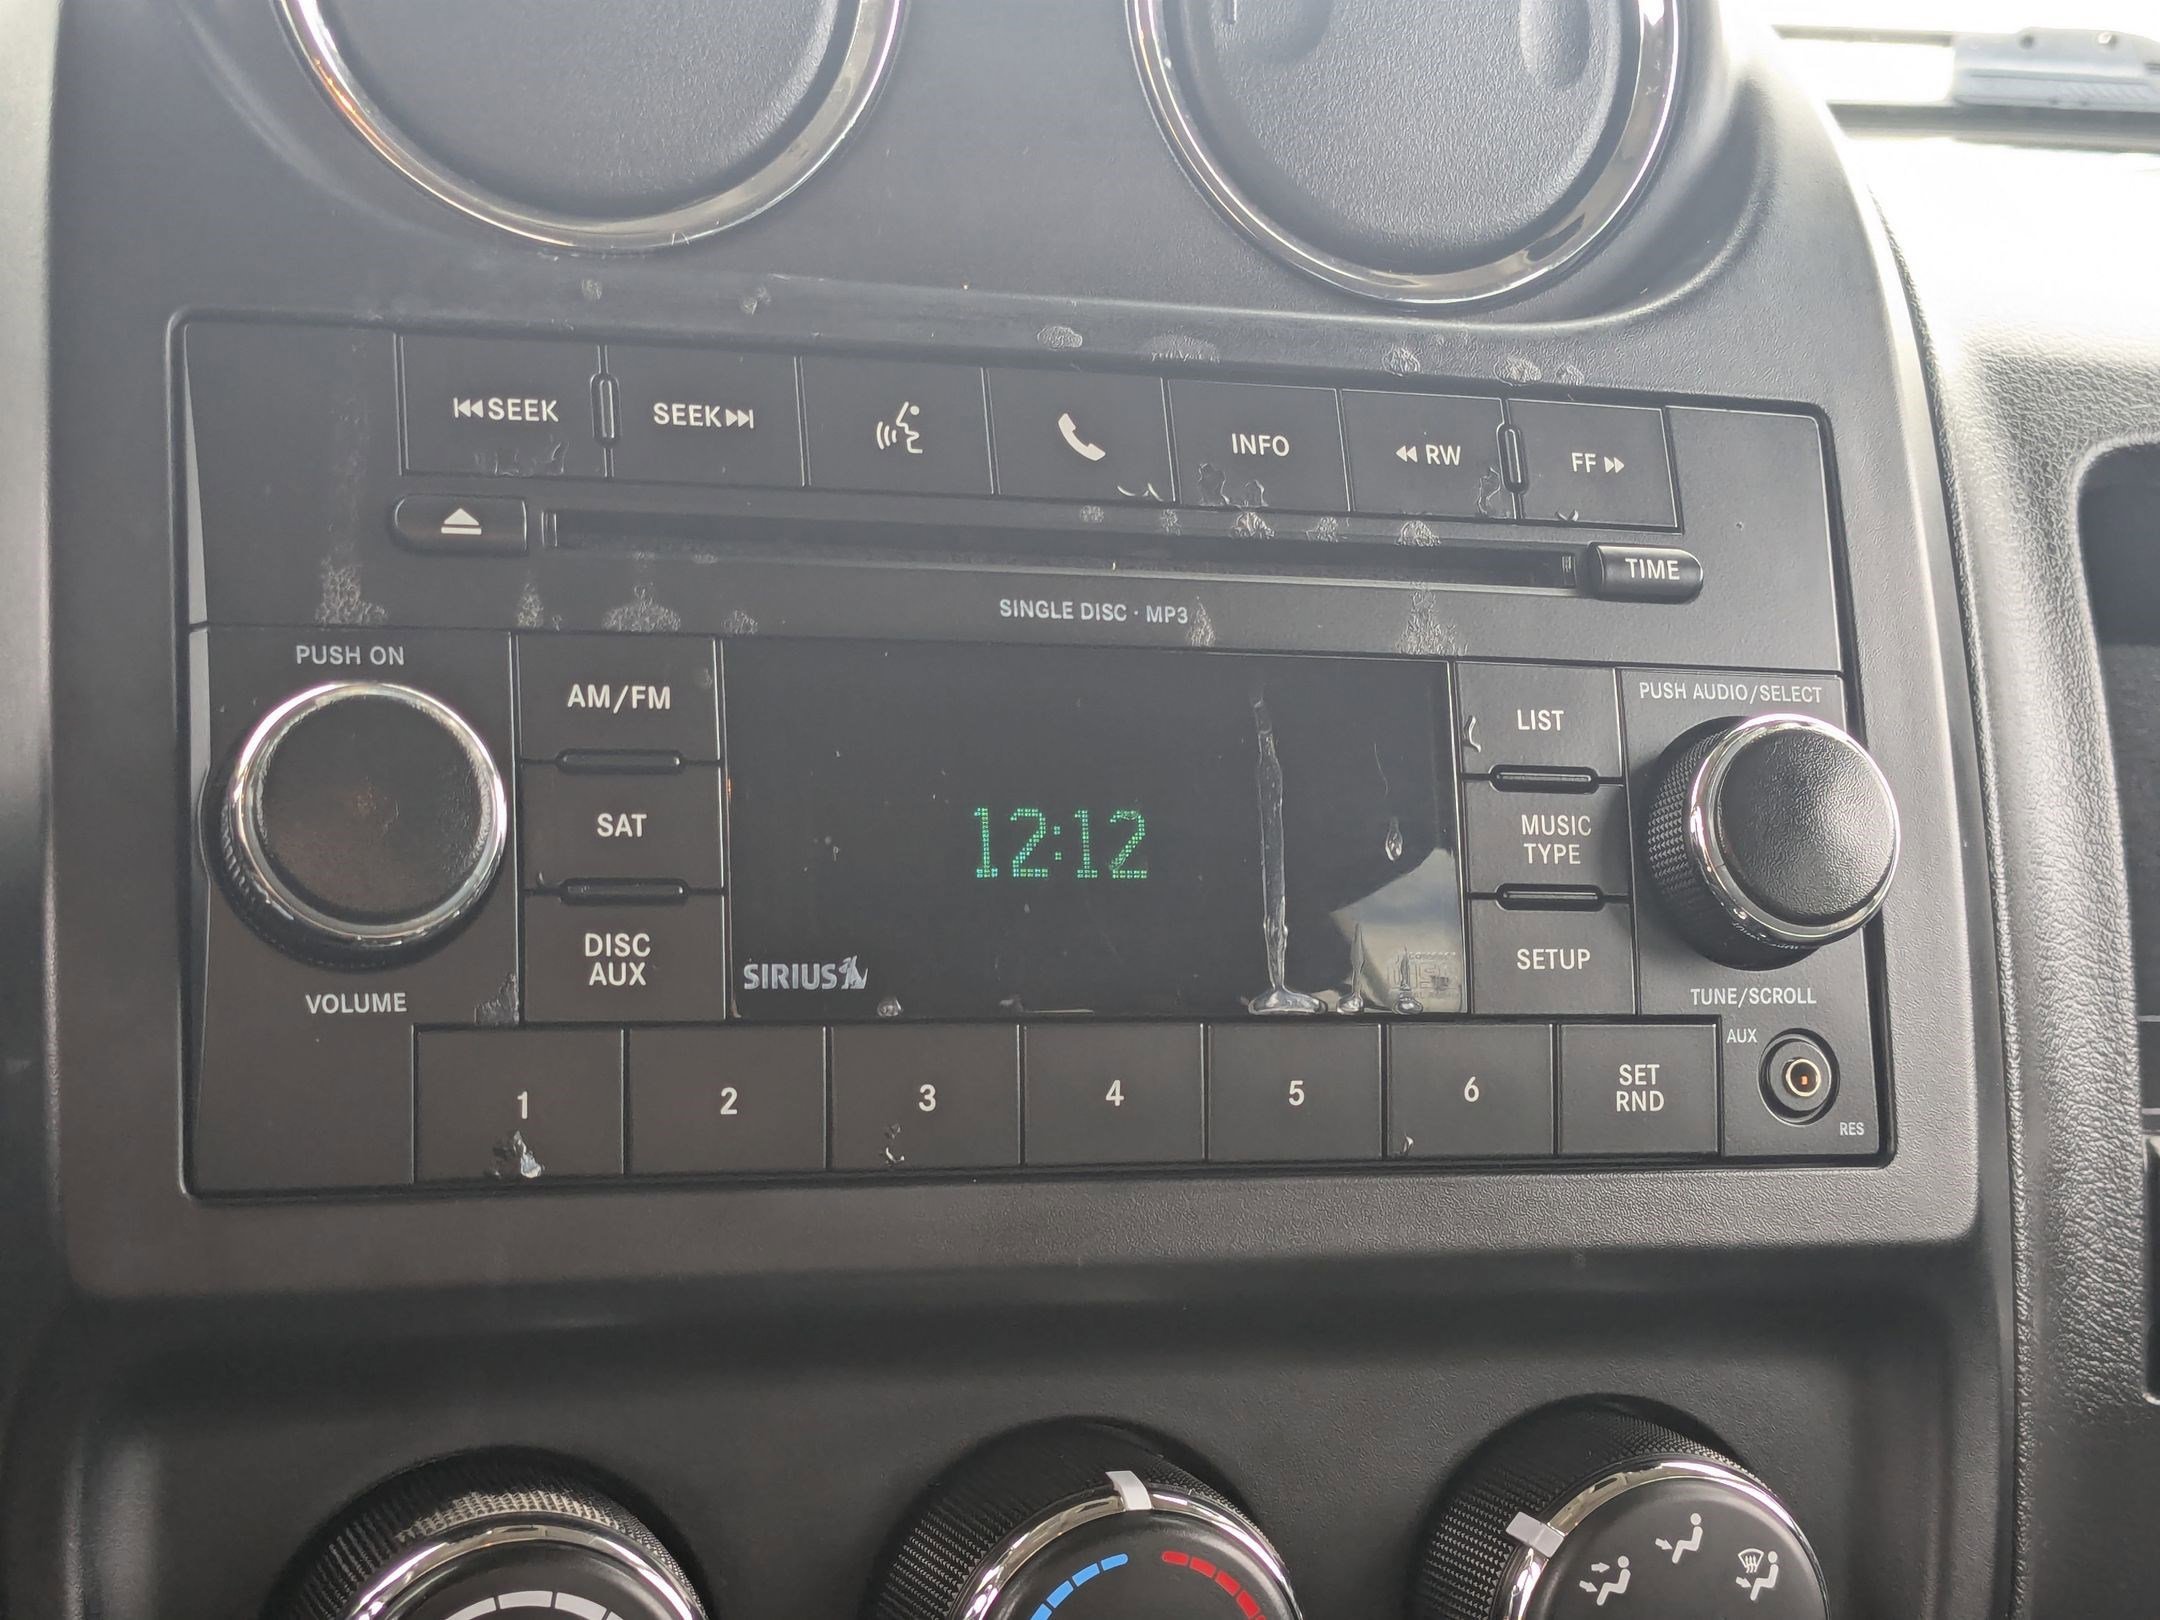 SEEK
SEEK
INFO
RW
FF
TIME
SINGLE DISC · MP3
PUSH ON
AM/FM
LIST
PUSH AUDIO/SELECT
SAT
12:12
MUSIC
TYPE
DISC
AUX
SIRIUS
SETUP
VOLUME
TUNE/SCROLL
AUX
1
2
3
4
5
6
SET
RND
RES